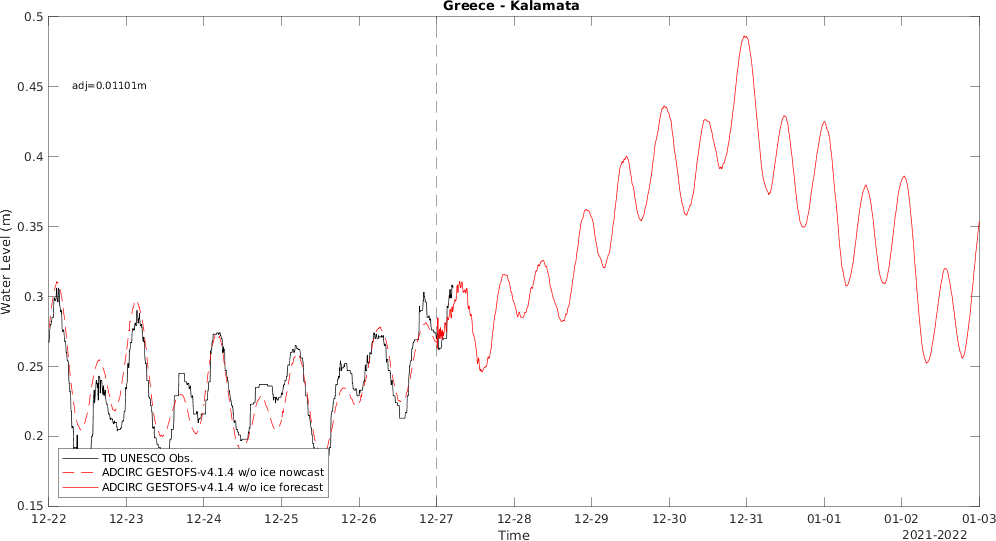 Greece - Kalamata
0.5
0.45
0.4
0.35
0.3
0.25
0.2
0.15
Water Level (m)
adj=0.01101m
TD UNESCO Obs.
ADCIRC GESTOFS-v4.1.4 w/o ice nowcast
ADCIRC GESTOFS-v4.1.4 w/o ice forecast
12-22 12-23 12-24 12-25 12-26 12-27 12-28 12-29 12-30 12-31 01-01 01-02 01-03
Time
2021-2022